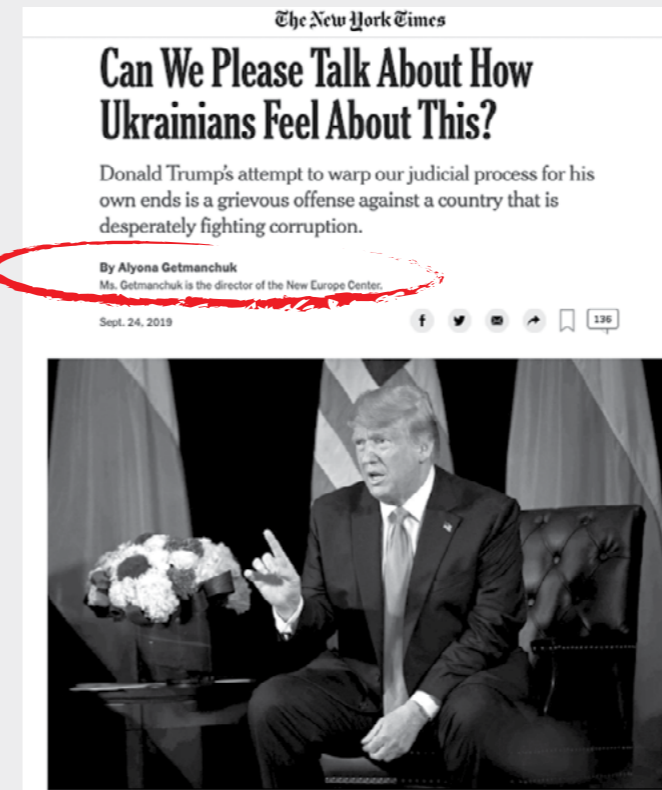 The New York Times
Can We Please Talk About How
Ukrainians Feel About This?
Donald Trump's attempt to warp our judicial process for his
own ends is a grievous offense against a country that is
desperately fighting corruption.
By Alyona Getmanchuk
Ms. Getmanchuk is the director of the New Europe Center.
Sept. 24, 2019
136